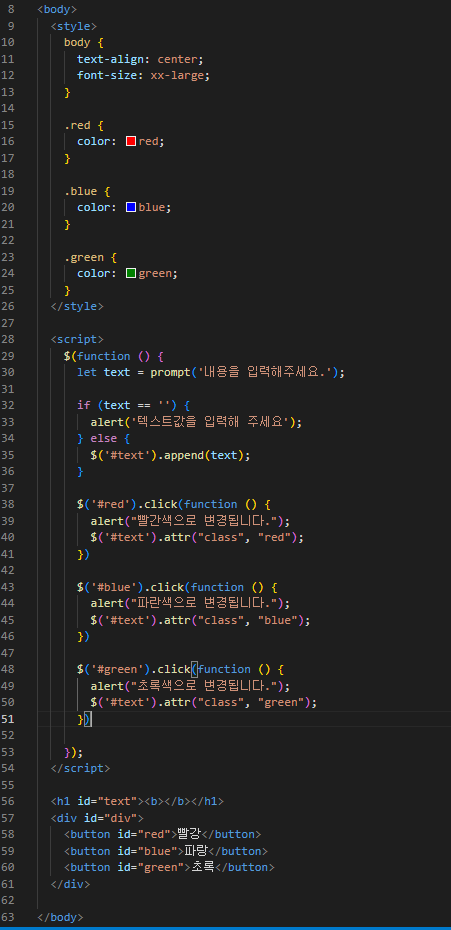 8 <body>
9 <style>
10 body {
11 text-align: center;
12 font-size: xx-large;
13 }
14
15 .red {
16 color: red;
17 }
18
19 .blue {
20 color: blue;
21 }
22
23 .green {
24 color: green;
25 }
26 </style>
27
28 <script>
29 $(function () {
30 let text = prompt('내용을 입력해주세요.');
31
32 if (text == '') {
33 alert('텍스트값을 입력해 주세요');
34 } else {
35 $('#text').append(text);
36 }
37
38 $('#red').click(function () {
39 alert("빨간색으로 변경됩니다.");
40 $('#text').attr("class", "red");
41 })
42
43 $('#blue').click(function () {
44 alert("파란색으로 변경됩니다.");
45 $('#text').attr("class", "blue");
46 })
47
48 $('#green').click(function () {
49 alert("초록색으로 변경됩니다.");
50 $('#text').attr("class", "green");
51 })
52
53 });
54 </script>
55
56 <h1 id="text"><b></b></h1>
57 <div id="div">
58 <button id="red">빨강</button>
59 <button id="blue">파랑</button>
60 <button id="green">초록</button>
61 </div>
62
63 </body>